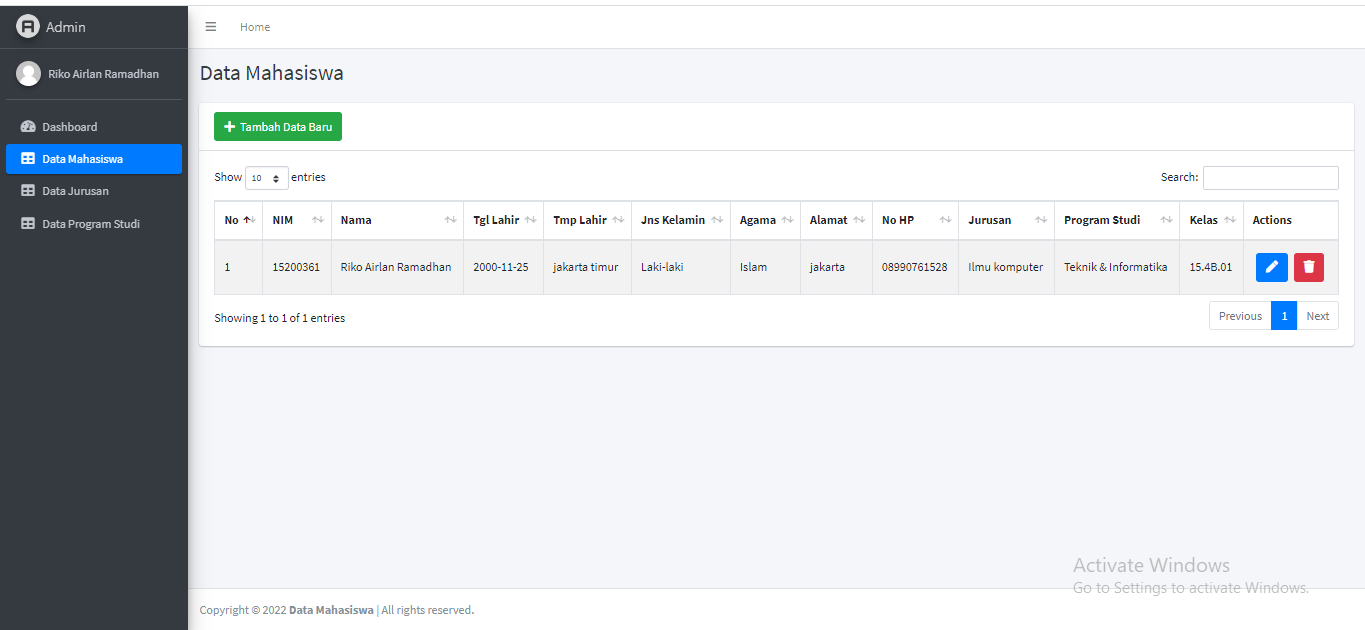 Admin
Home
Riko Airlan Ramadhan
Dashboard
Data Mahasiswa
Data Jurusan
Data Program Studi
Data Mahasiswa
Tambah Data Baru
Show 10 entries
Search:
No NIM Nama Tgl Lahir Tmp Lahir Jns Kelamin Agama Alamat No HP Jurusan Program Studi Kelas Actions
1 15200361 Riko Airlan Ramadhan 2000-11-25 jakarta timur Laki-laki Islam jakarta 08990761528 Ilmu komputer Teknik & Informatika 15.4B.01
Showing 1 to 1 of 1 entries
Previous 1 Next
Activate Windows
Go to Settings to activate Windows.
Copyright © 2022 Data Mahasiswa | All rights reserved.